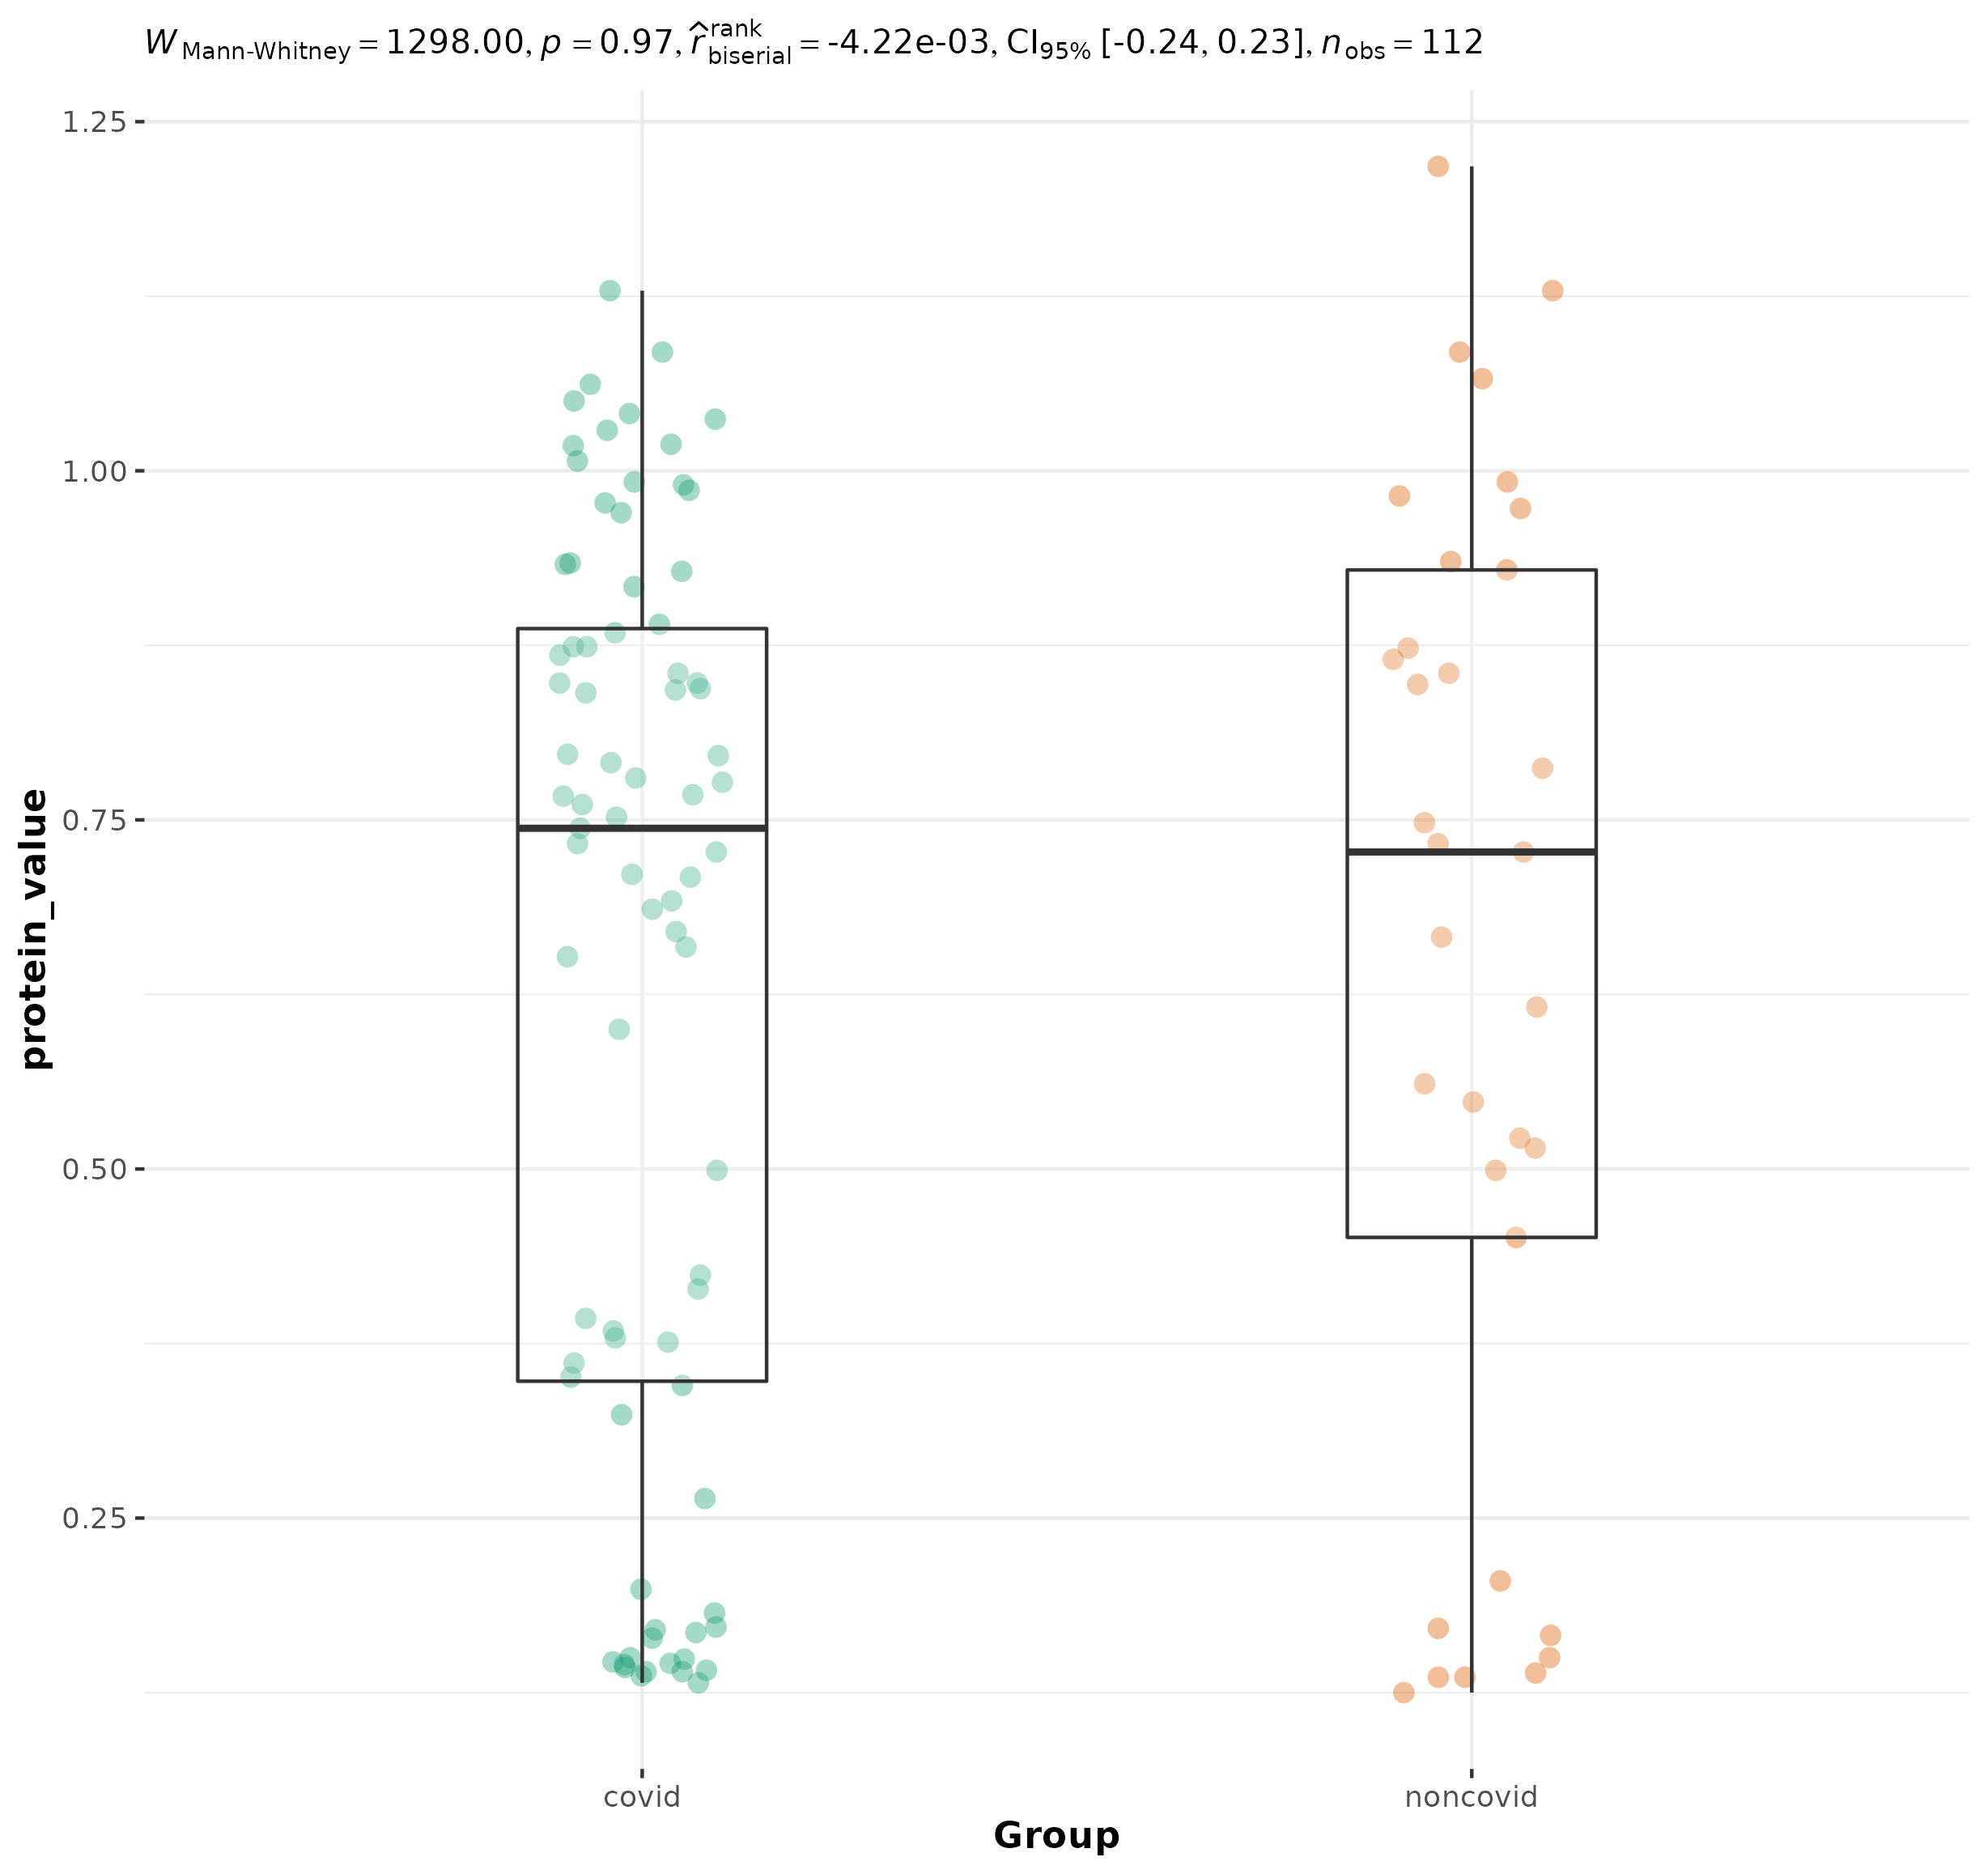 W Mann-Whitney = 1298.00, p = 0.97, r̂ rank biserial = -4.22e-03, CI95% [-0.24, 0.23], n obs = 112
1.25
1.00
0.75
0.50
0.25
protein_value
covid noncovid
Group